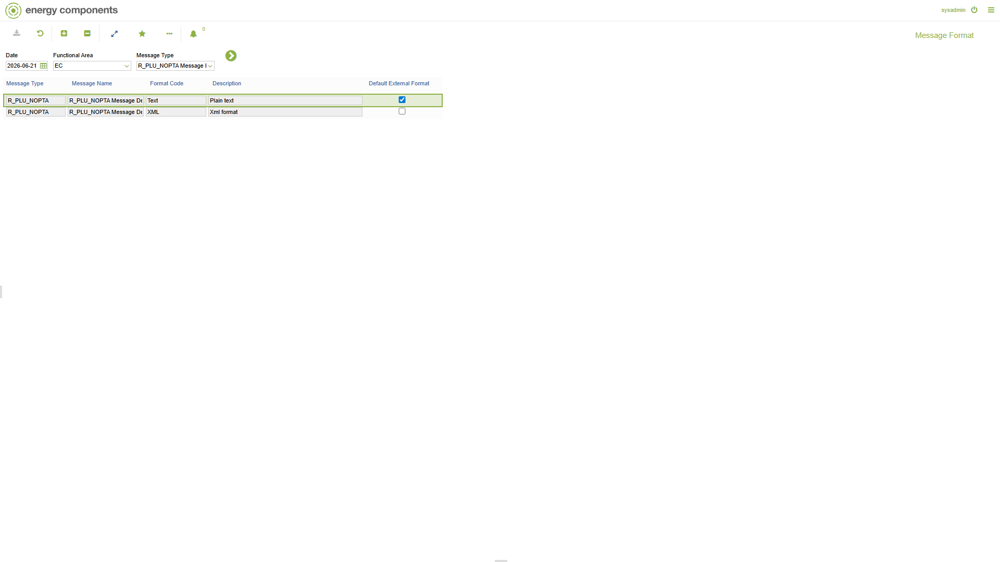 energy components
sysadmin
0
Message Format
Date Functional Area Message Type
2026-06-21 EC R_PLU_NOPTA Message
Message Type Message Name Format Code Description Default External Format
R_PLU_NOPTA R_PLU_NOPTA Message Text Plain text
R_PLU_NOPTA R_PLU_NOPTA Message XML Xml format